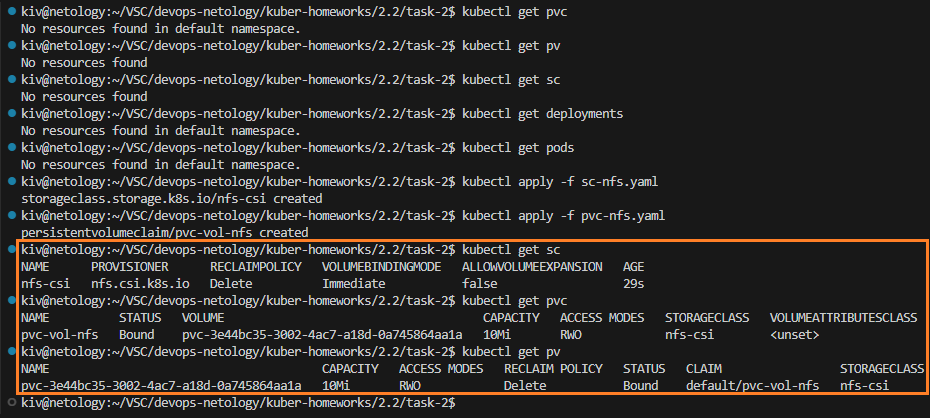 kiv@netology:~/VSC/devops-netology/kuber-homeworks/2.2/task-2$ kubectl get pvc
No resources found in default namespace.
kiv@netology:~/VSC/devops-netology/kuber-homeworks/2.2/task-2$ kubectl get pv
No resources found
kiv@netology:~/VSC/devops-netology/kuber-homeworks/2.2/task-2$ kubectl get sc
No resources found
kiv@netology:~/VSC/devops-netology/kuber-homeworks/2.2/task-2$ kubectl get deployments
No resources found in default namespace.
kiv@netology:~/VSC/devops-netology/kuber-homeworks/2.2/task-2$ kubectl get pods
No resources found in default namespace.
kiv@netology:~/VSC/devops-netology/kuber-homeworks/2.2/task-2$ kubectl apply -f sc-nfs.yaml
storageclass.storage.k8s.io/nfs-csi created
kiv@netology:~/VSC/devops-netology/kuber-homeworks/2.2/task-2$ kubectl apply -f pvc-nfs.yaml
persistentvolumeclaim/pvc-vol-nfs created
kiv@netology:~/VSC/devops-netology/kuber-homeworks/2.2/task-2$ kubectl get sc
NAME PROVISIONER RECLAIMPOLICY VOLUMEBINDINGMODE ALLOWVOLUMEEXPANSION AGE
nfs-csi nfs.csi.k8s.io Delete Immediate false 29s
kiv@netology:~/VSC/devops-netology/kuber-homeworks/2.2/task-2$ kubectl get pvc
NAME STATUS VOLUME CAPACITY ACCESS MODES STORAGECLASS VOLUMEATTRIBUTESCLASS
pvc-vol-nfs Bound pvc-3e44bc35-3002-4ac7-a18d-0a745864aa1a 10Mi RWO nfs-csi <unset>
kiv@netology:~/VSC/devops-netology/kuber-homeworks/2.2/task-2$ kubectl get pv
NAME CAPACITY ACCESS MODES RECLAIM POLICY STATUS CLAIM STORAGECLASS
pvc-3e44bc35-3002-4ac7-a18d-0a745864aa1a 10Mi RWO Delete Bound default/pvc-vol-nfs nfs-csi
kiv@netology:~/VSC/devops-netology/kuber-homeworks/2.2/task-2$